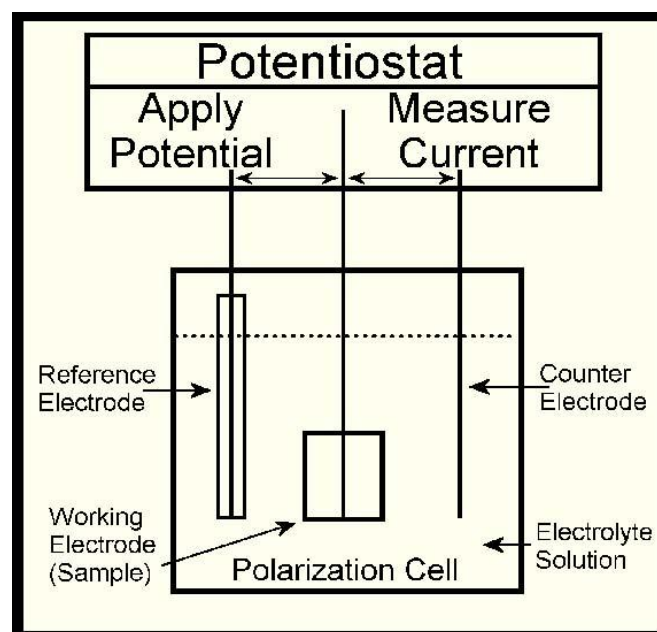 Potentiostat
Apply
Potential
Measure
Current
Reference
Electrode
Counter
Electrode
Working
Electrode
(Sample)
Electrolyte
Solution
Polarization Cell